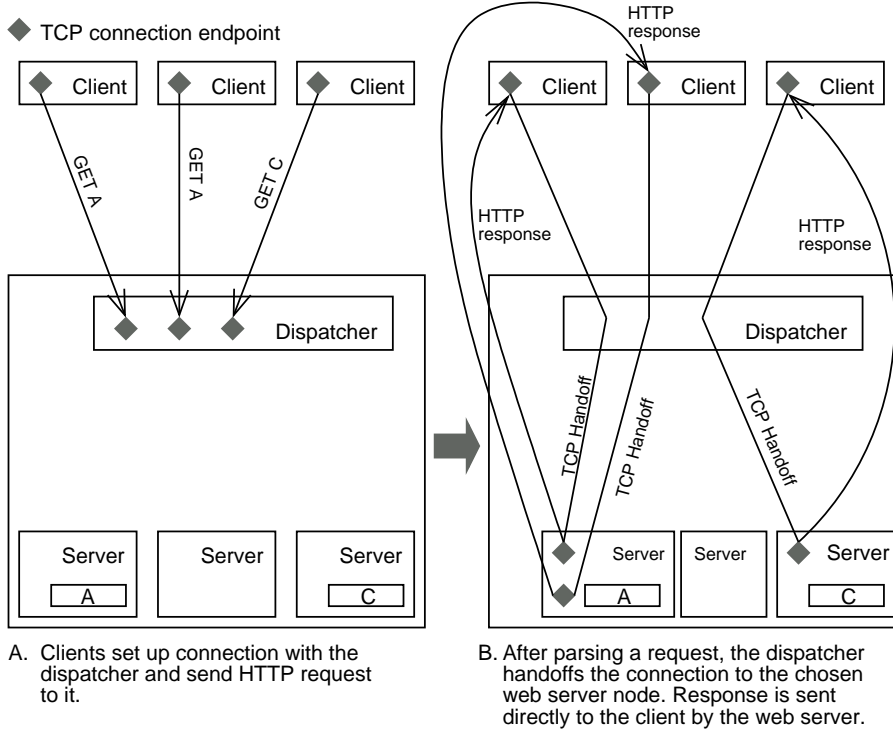 TCP connection endpoint
Client
Client
Client
GET A
GET A
GET C
Dispatcher
Server
Server
Server
A
C
A. Clients set up connection with the
dispatcher and send HTTP request
to it.
HTTP
response
Client
Client
Client
HTTP
response
HTTP
response
Dispatcher
TCP Handoff
TCP Handoff
TCP Handoff
Server
Server
Server
A
C
B. After parsing a request, the dispatcher
handoffs the connection to the chosen
web server node. Response is sent
directly to the client by the web server.